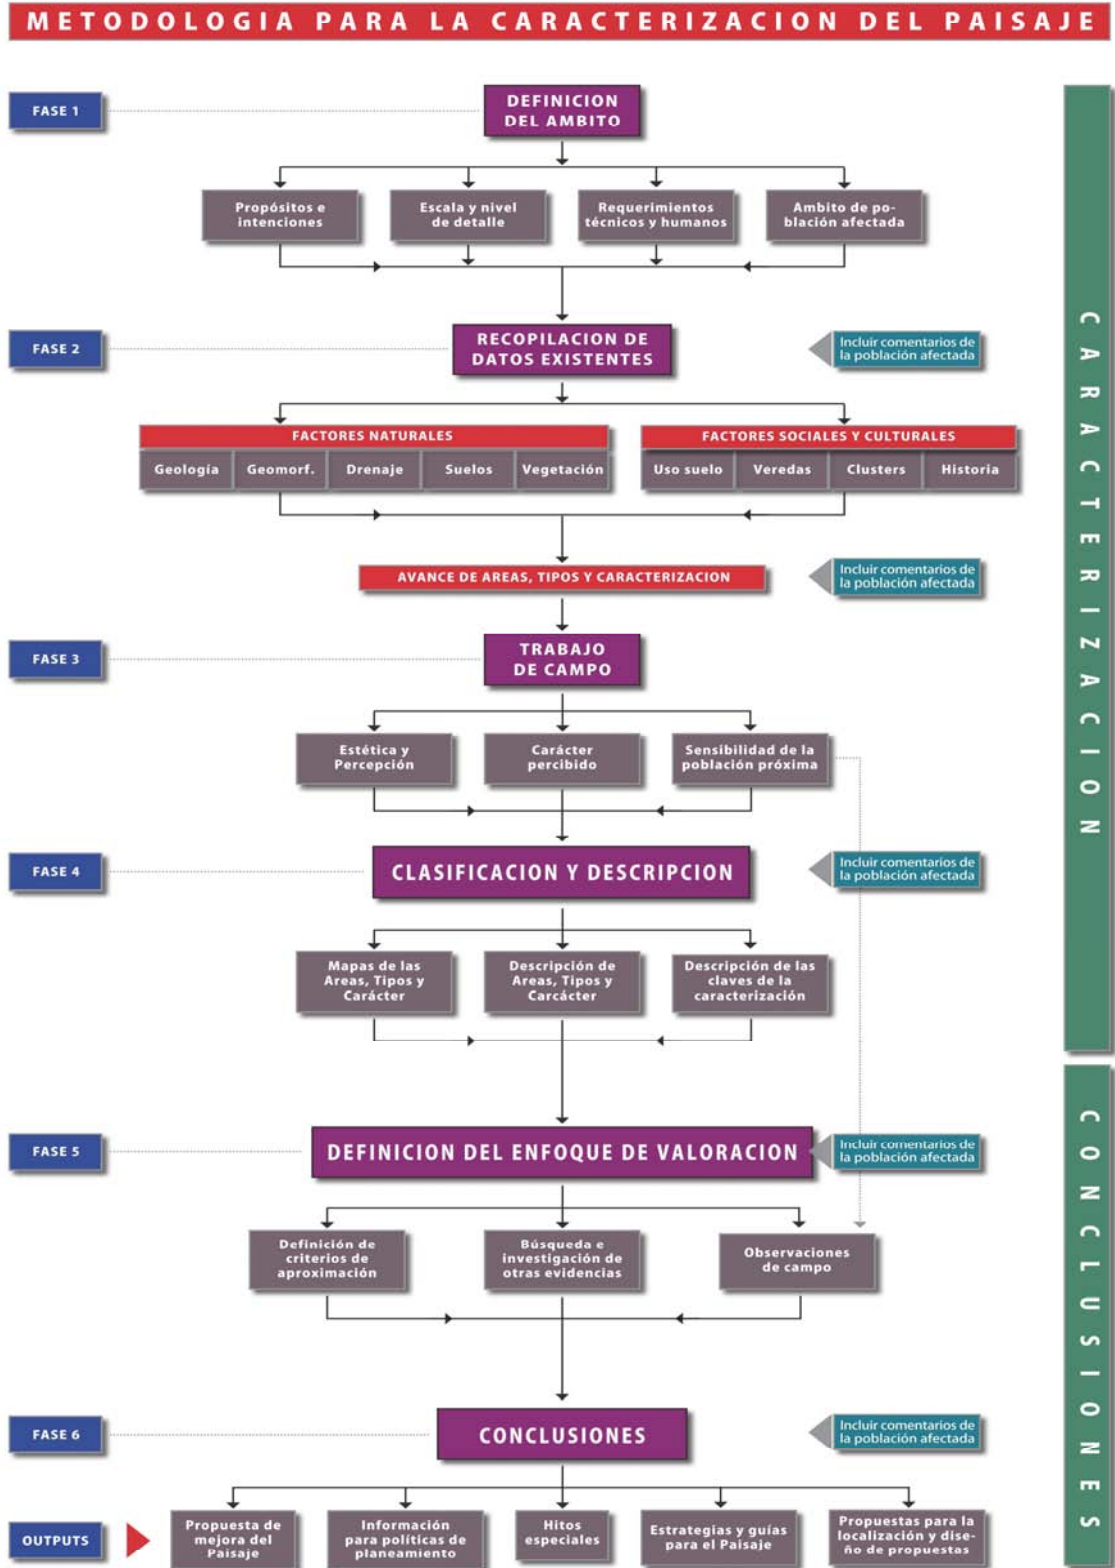 METODOLOGIA PARA LA CARACTERIZACION DEL PAISAJE
FASE 1
DEFINICION
DEL AMBITO
Propósitos e
intenciones
Escala y nivel
de detalle
Requerimientos
técnicos y humanos
Ambito de po-
blación afectada
FASE 2
RECOPILACION DE
DATOS EXISTENTES
Incluir comentarios de
la población afectada
FACTORES NATURALES
Geología
Geomorf.
Drenaje
Suelos
Vegetación
FACTORES SOCIALES Y CULTURALES
Uso suelo
Veredas
Clusters
Historia
AVANCE DE AREAS, TIPOS Y CARACTERIZACION
Incluir comentarios de
la población afectada
FASE 3
TRABAJO
DE CAMPO
Estética y
Percepción
Carácter
percibido
Sensibilidad de la
población próxima
FASE 4
CLASIFICACION Y DESCRIPCION
Incluir comentarios de
la población afectada
Mapas de las
Areas, Tipos y
Carácter
Descripción de
Areas, Tipos y
Carcácter
Descripción de las
claves de la
caracterización
CARACTERIZACION
FASE 5
DEFINICION DEL ENFOQUE DE VALORACION
Incluir comentarios de
la población afectada
Definición de
criterios de
aproximación
Búsqueda e
investigación de
otras evidencias
Observaciones
de campo
FASE 6
CONCLUSIONES
Incluir comentarios de
la población afectada
OUTPUTS
Propuesta de
mejora del
Paisaje
Información
para políticas de
planeamiento
Hitos
especiales
Estrategias y guías
para el Paisaje
Propuestas para la
localización y dise-
ño de propuestas
CONCLUSIONES